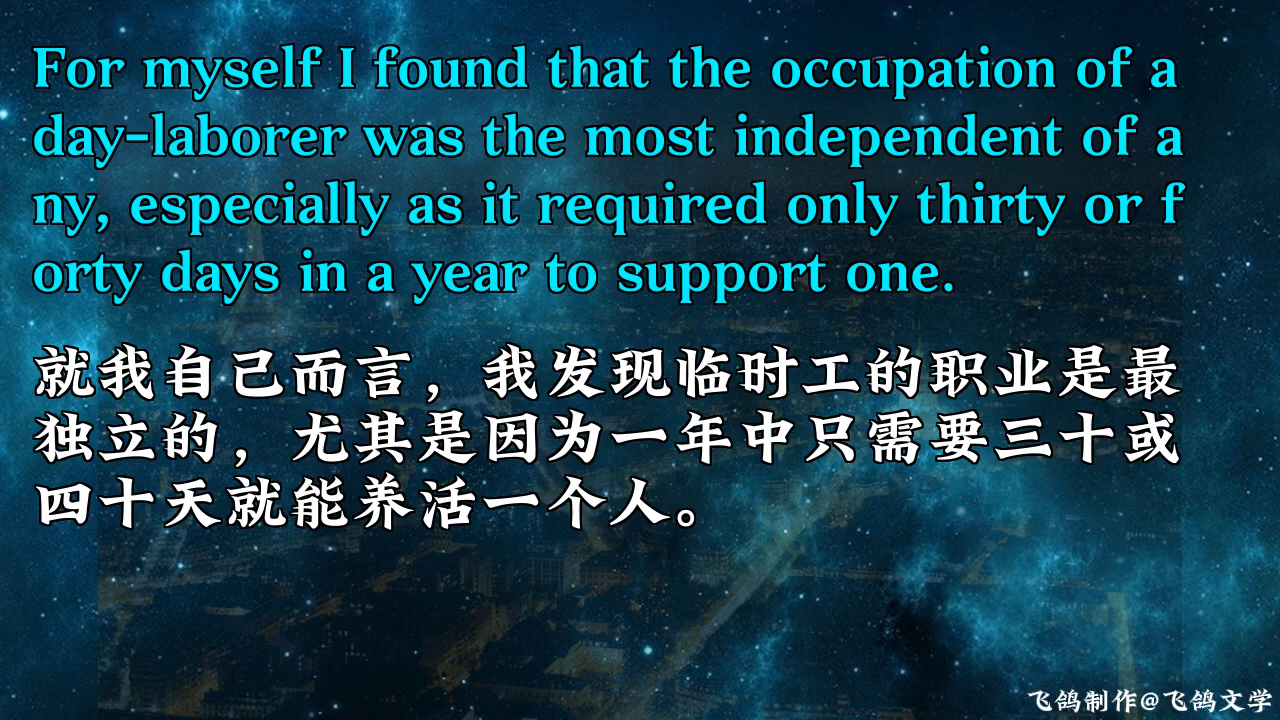 For myself I found that the occupation of a
day-laborer was the most independent of a
ny, especially as it required only thirty or f
orty days in a year to support one.
就我自己而言，我发现临时工的职业是最
独立的，尤其是因为一年中只需要三十或
四十天就能养活一个人。
飞鸽制作@飞鸽文学